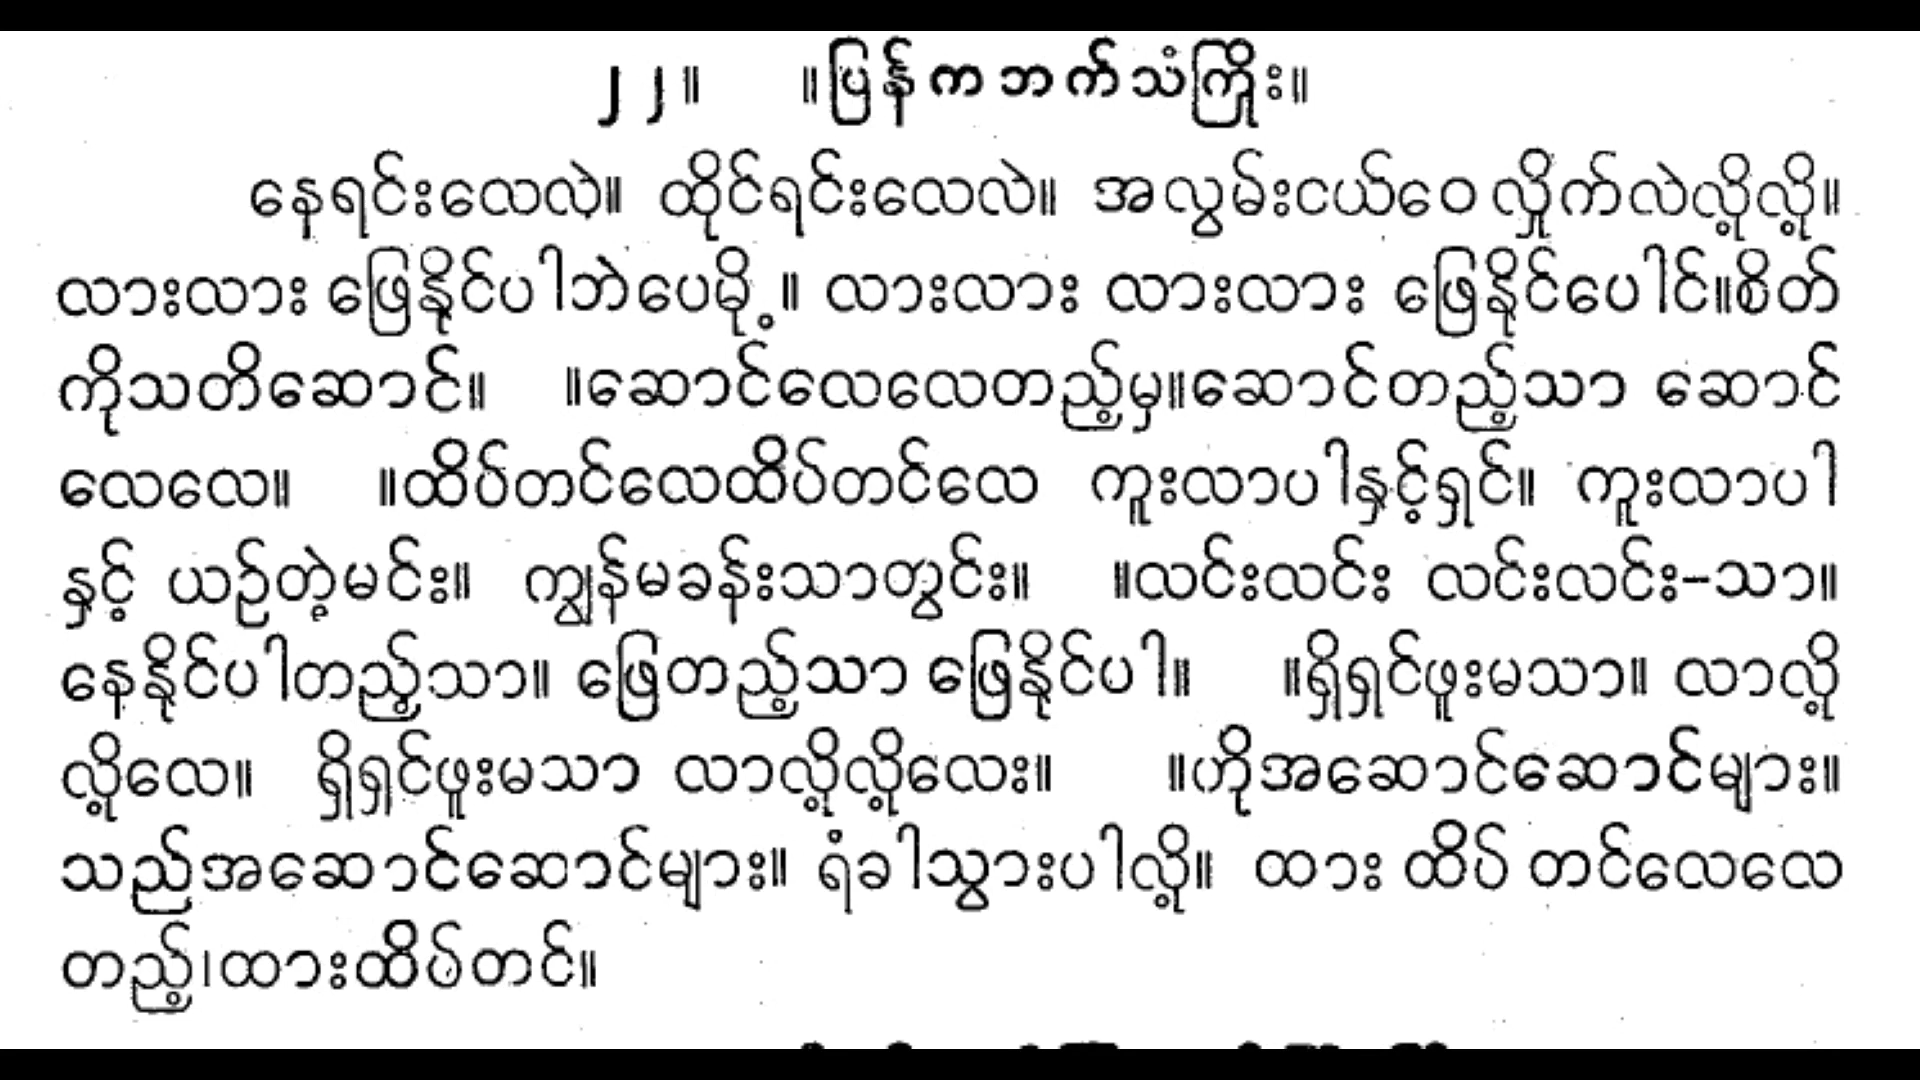 ၂၂။ ။ပြန်ကဘက်သံကြိုး။
နေရင်းလေလဲ့။ ထိုင်ရင်းလေလဲ။ အလွမ်းငယ်ဝေလှိုက်လဲလို့လို့။
လားလား ဖြေနိုင်ပါဘဲပေမို့။ လားလား လားလား ဖြေနိုင်ပေါင်။စိတ်
ကိုသတိဆောင်။ ။ဆောင်လေလေတည့်မှ။ဆောင်တည့်သာ ဆောင်
လေလေ။ ။ထိပ်တင်လေထိပ်တင်လေ ကူးလာပါနှင့်ရှင်။ ကူးလာပါ
နှင့် ယဉ်တဲ့မင်း။ ကျွန်မခန်းသာတွင်း။ ။လင်းလင်း လင်းလင်း-သာ။
နေနိုင်ပါတည့်သာ။ ဖြေတည့်သာ ဖြေနိုင်ပါ။ ။ရှိရှင်ဖူးမသာ။ လာလို့
လို့လေ။ ရှိရှင်ဖူးမသာ လာလို့လို့လေး။ ။ဟိုအဆောင်ဆောင်များ။
သည်အဆောင်ဆောင်များ။ ရံခါသွားပါလို့။ ထား ထိပ် တင်လေလေ
တည့်၊ထားထိပ်တင်။